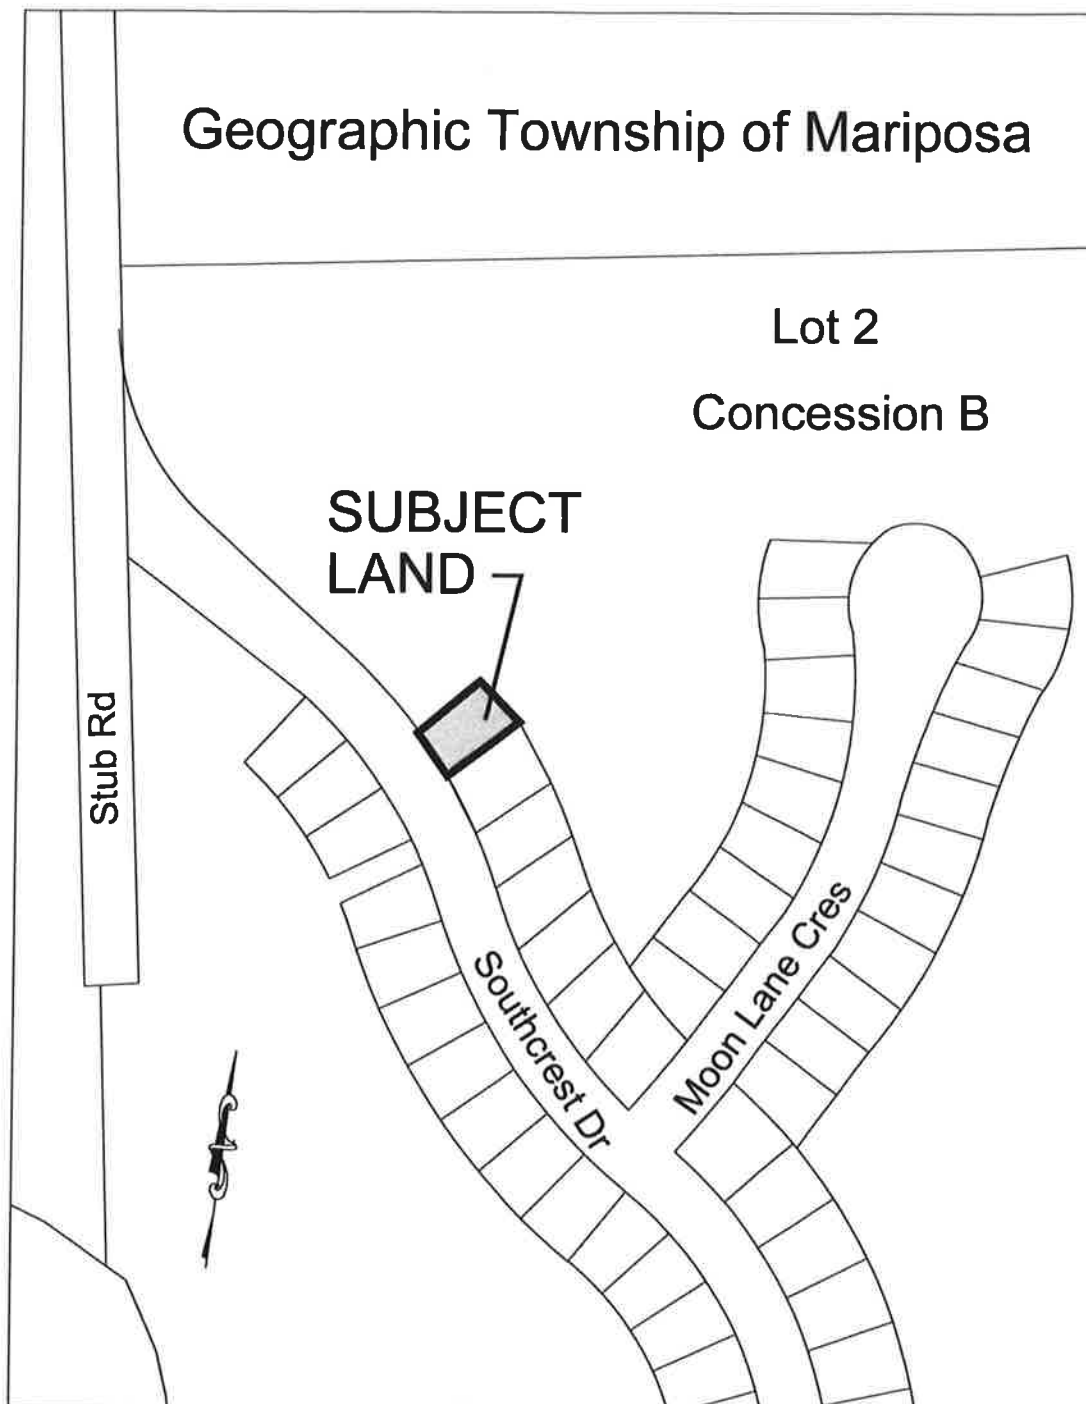 Geographic Township of Mariposa
Lot 2
Concession B
SUBJECT
LAND
Stub Rd
Southcrest Dr
Moon Lane Cres